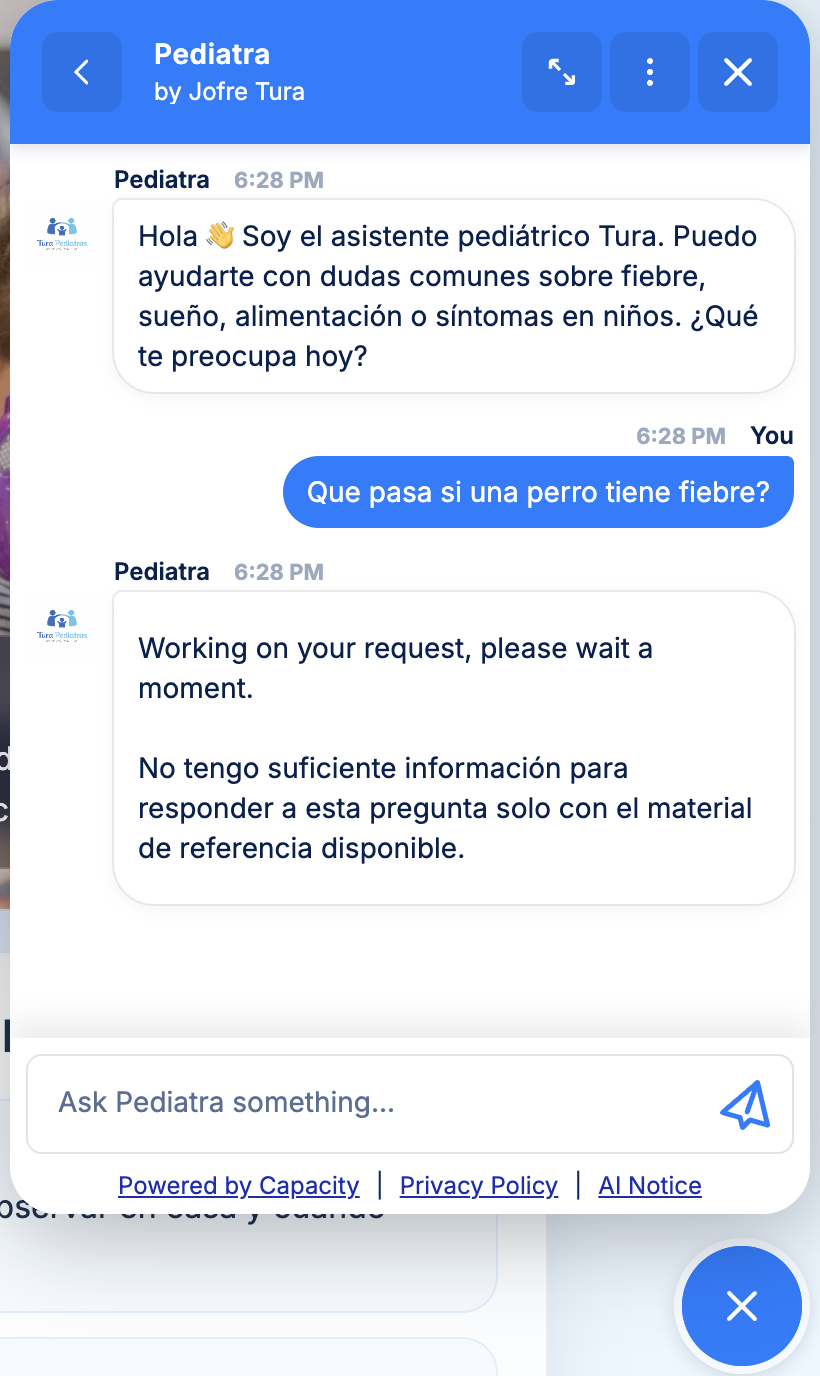 Pediatra
by Jofre Tura
Pediatra 6:28 PM
Tura Pediatras
Hola 👋 Soy el asistente pediátrico Tura. Puedo
ayudarte con dudas comunes sobre fiebre,
sueño, alimentación o síntomas en niños. ¿Qué
te preocupa hoy?
6:28 PM You
Que pasa si una perro tiene fiebre?
Pediatra 6:28 PM
Tura Pediatras
Working on your request, please wait a
moment.
No tengo suficiente información para
responder a esta pregunta solo con el material
de referencia disponible.
Ask Pediatra something...
Powered by Capacity | Privacy Policy | AI Notice